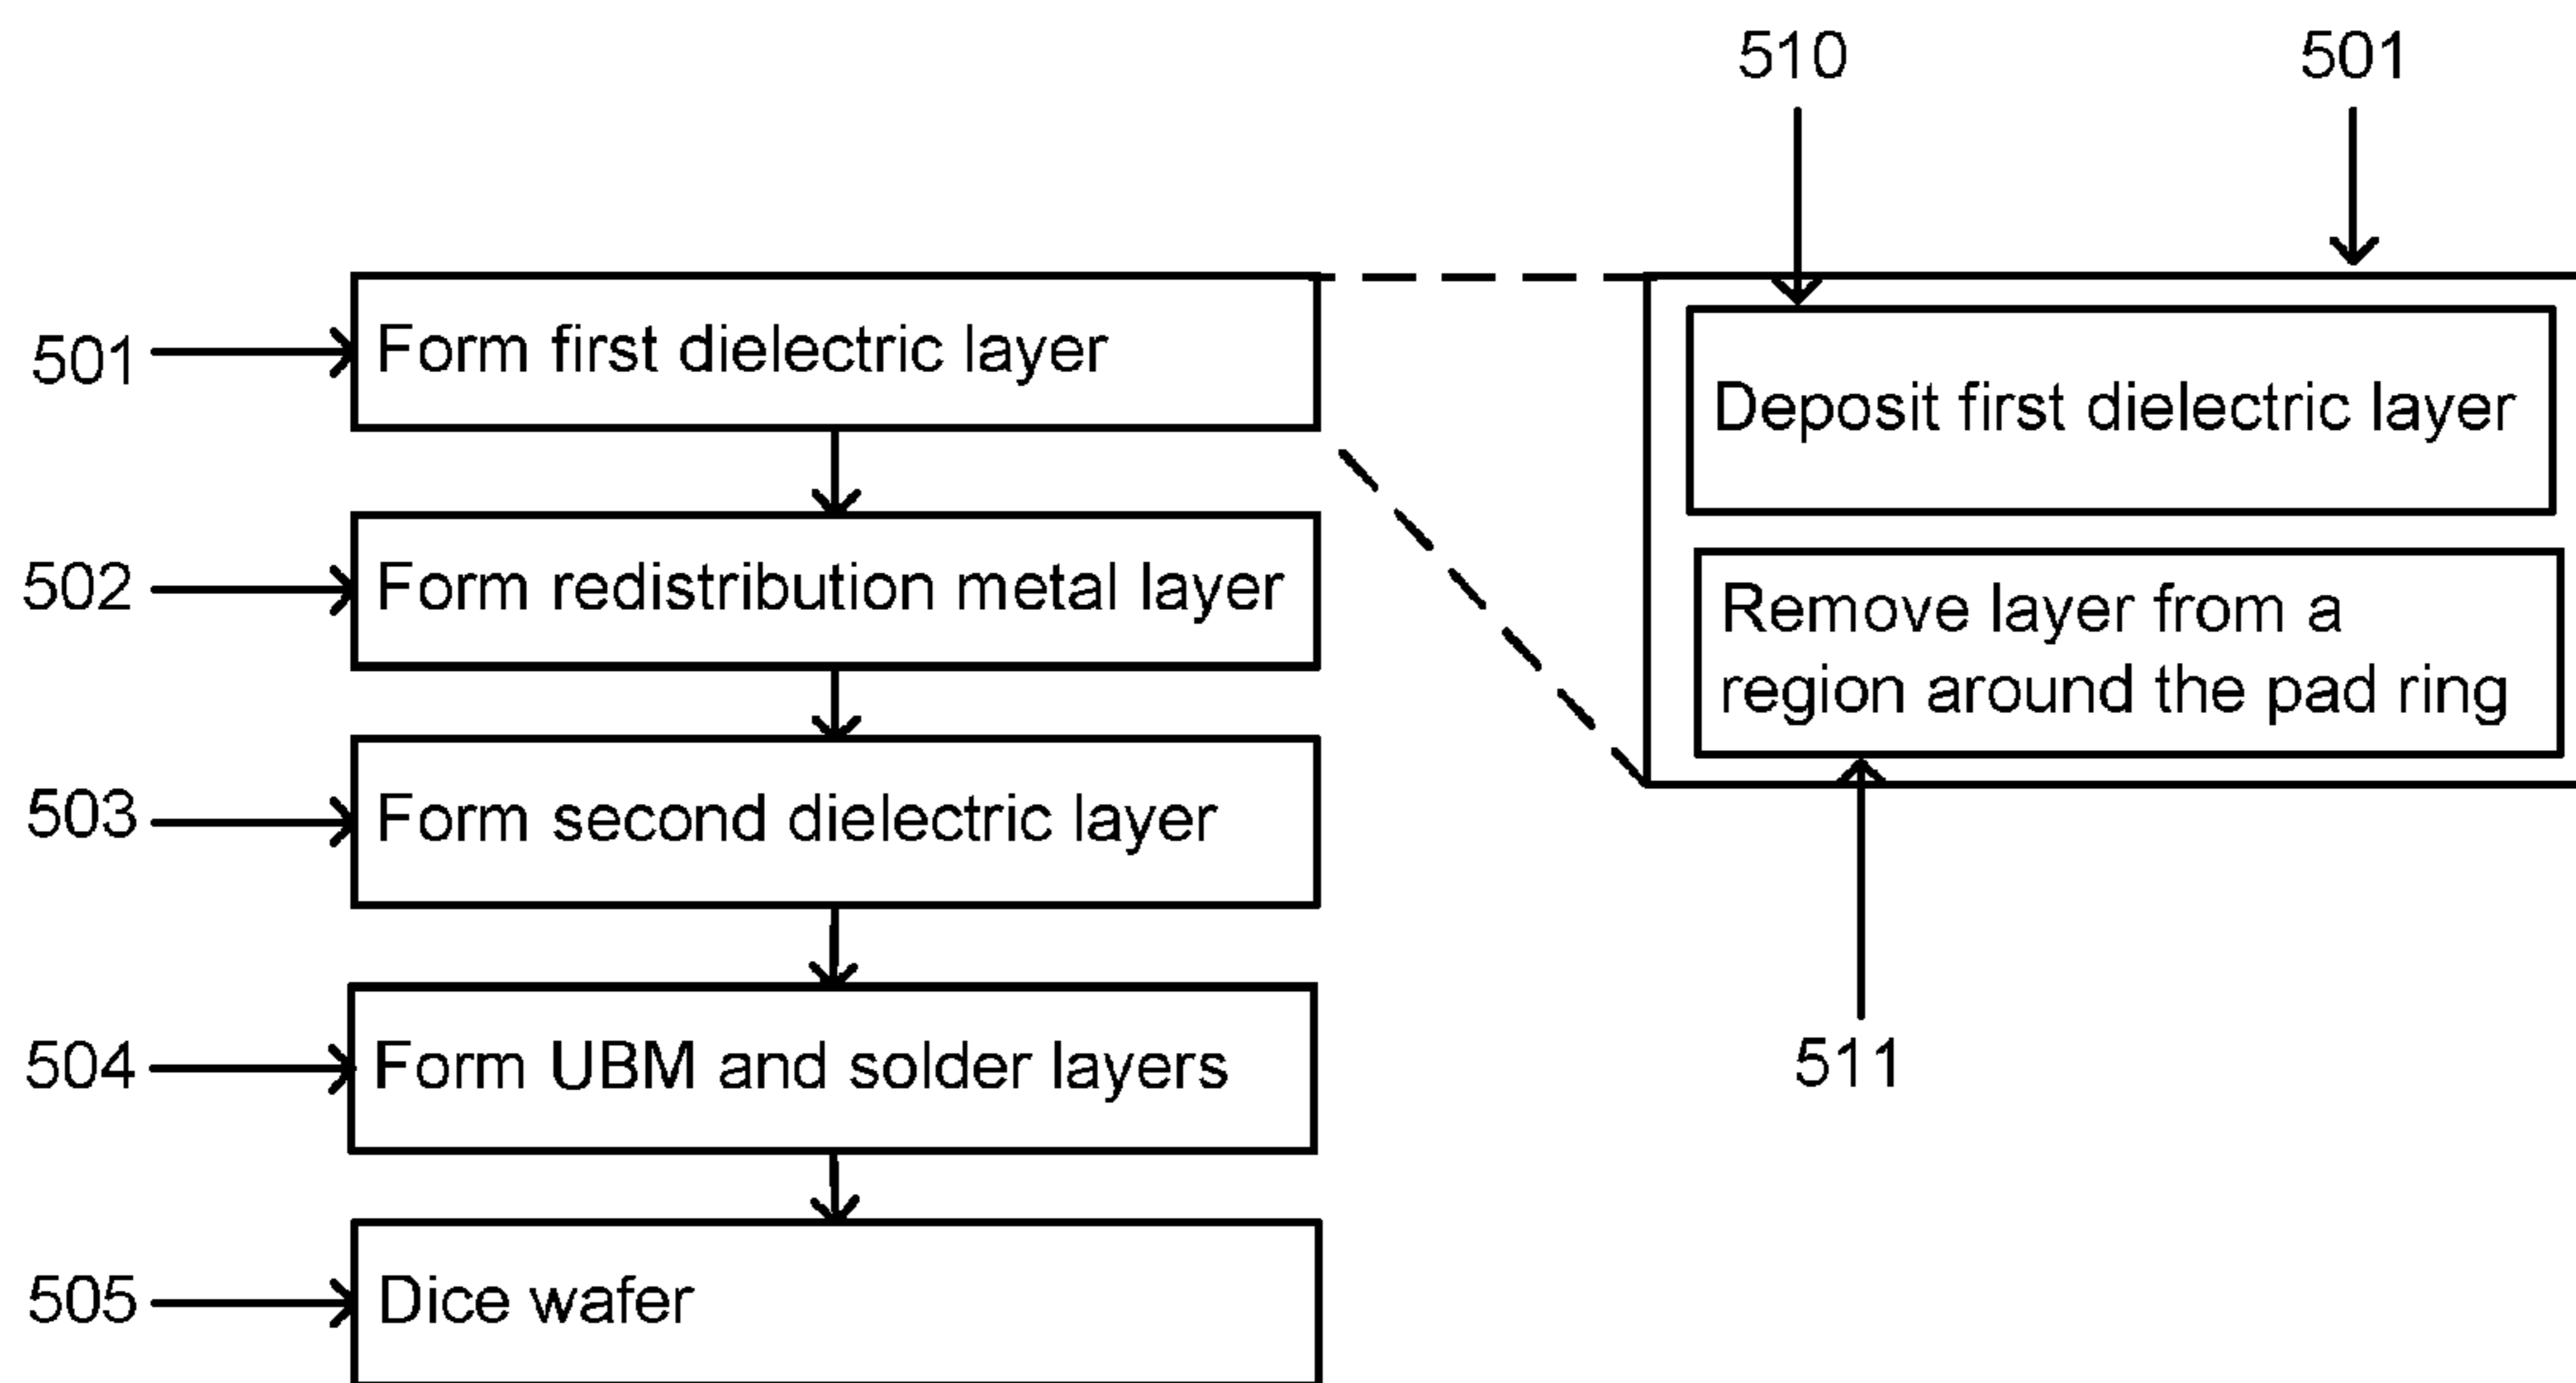 510
501
501
Form first dielectric layer
Deposit first dielectric layer
502
Form redistribution metal layer
Remove layer from a
region around the pad ring
503
Form second dielectric layer
504
Form UBM and solder layers
511
505
Dice wafer